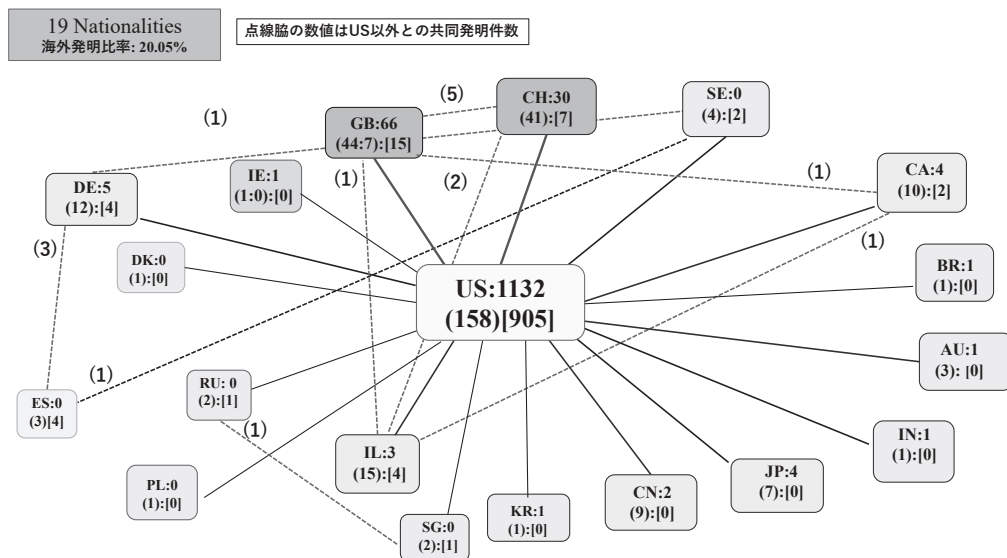 19 Nationalities
海外発明比率: 20.05%
点線脇の数値はUS以外との共同発明件数
CH:30
(41):[7]
SE:0
(4):[2]
(5)
(1)
GB:66
(44:7):[15]
CA:4
(10):[2]
(1)
DE:5
(12):[4]
IE:1
(1:0):[0]
(1)
(2)
(3)
(1)
DK:0
(1):[0]
BR:1
(1):[0]
US:1132
(158)[905]
AU:1
(3): [0]
ES:0
(3)[4]
(1)
RU: 0
(2):[1]
(1)
IL:3
(15):[4]
IN:1
(1):[0]
PL:0
(1):[0]
SG:0
(2):[1]
KR:1
(1):[0]
CN:2
(9):[0]
JP:4
(7):[0]